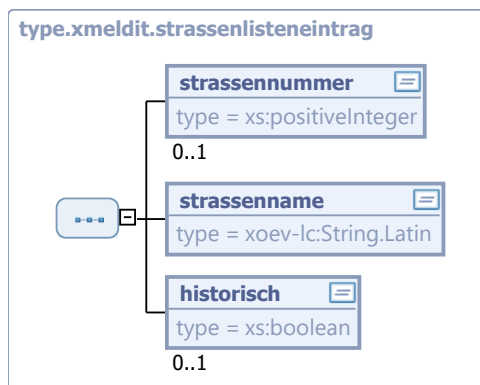 type.xmeldit.strassenlisteneintrag
strassennummer
type = xs:positiveInteger
0..1
strassenname
type = xoev-lc:String.Latin
historisch
type = xs:boolean
0..1